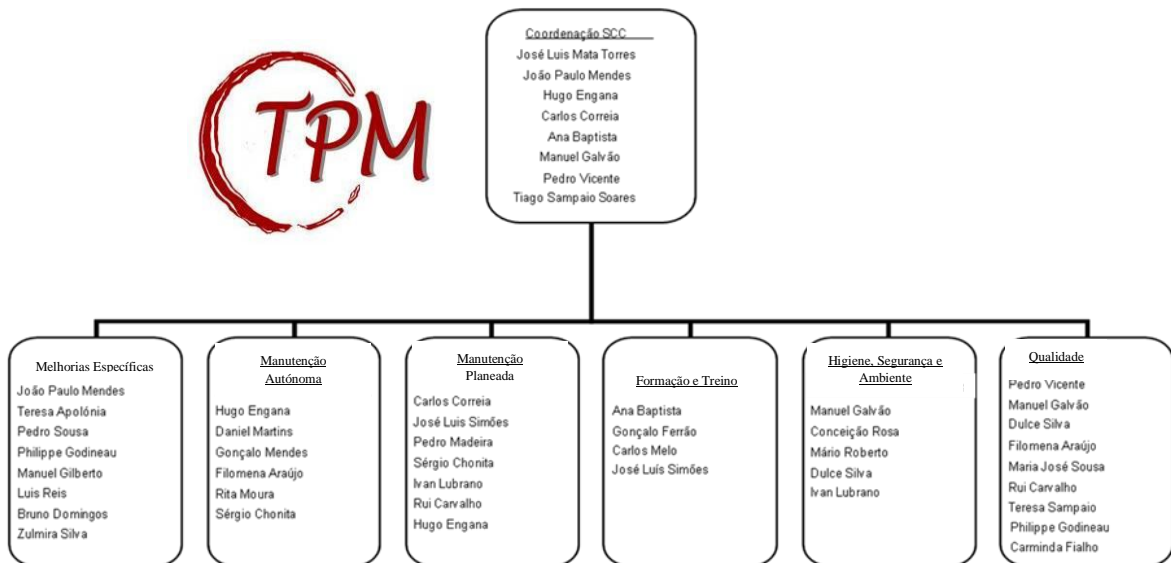 TPM
Coordenação SCC
José Luis Mata Torres
João Paulo Mendes
Hugo Engana
Carlos Correia
Ana Baptista
Manuel Galvão
Pedro Vicente
Tiago Sampaio Soares
Melhorias Específicas
João Paulo Mendes
Teresa Apolónia
Pedro Sousa
Philippe Godineau
Manuel Gilberto
Luis Reis
Bruno Domingos
Zulmira Silva
Manutenção
Autónoma
Hugo Engana
Daniel Martins
Gonçalo Mendes
Filomena Araújo
Rita Moura
Sérgio Chonita
Manutenção
Planeada
Carlos Correia
José Luis Simões
Pedro Madeira
Sérgio Chonita
Ivan Lubrano
Rui Carvalho
Hugo Engana
Formação e Treino
Ana Baptista
Gonçalo Ferrão
Carlos Melo
José Luís Simões
Higiene, Segurança e
Ambiente
Manuel Galvão
Conceição Rosa
Mário Roberto
Dulce Silva
Ivan Lubrano
Qualidade
Pedro Vicente
Manuel Galvão
Dulce Silva
Filomena Araújo
Maria José Sousa
Rui Carvalho
Teresa Sampaio
Philippe Godineau
Carminda Fialho